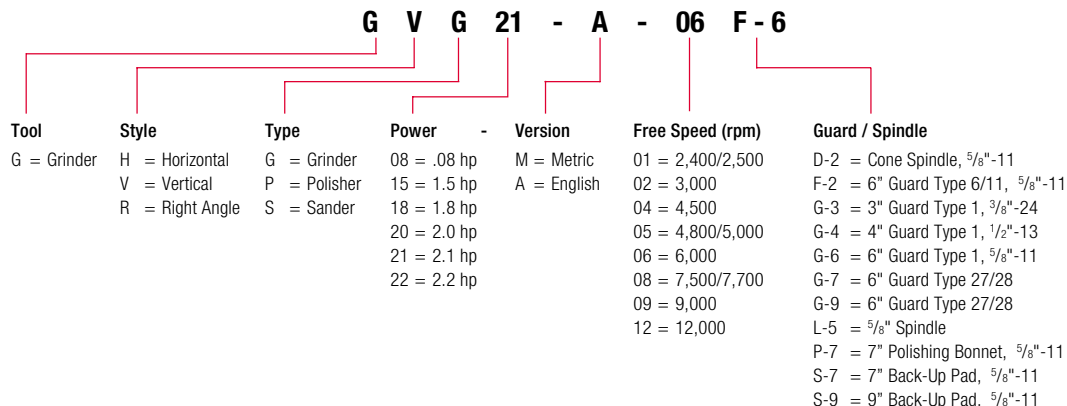 G V G 21 - A - 06 F - 6
Tool
G = Grinder
Style
H = Horizontal
V = Vertical
R = Right Angle
Type
G = Grinder
P = Polisher
S = Sander
Power -
08 = .08 hp
15 = 1.5 hp
18 = 1.8 hp
20 = 2.0 hp
21 = 2.1 hp
22 = 2.2 hp
Version
M = Metric
A = English
Free Speed (rpm)
01 = 2,400/2,500
02 = 3,000
04 = 4,500
05 = 4,800/5,000
06 = 6,000
08 = 7,500/7,700
09 = 9,000
12 = 12,000
Guard / Spindle
D-2 = Cone Spindle, 5/8"-11
F-2 = 6" Guard Type 6/11, 5/8"-11
G-3 = 3" Guard Type 1, 3/8"-24
G-4 = 4" Guard Type 1, 1/2"-13
G-6 = 6" Guard Type 1, 5/8"-11
G-7 = 6" Guard Type 27/28
G-9 = 6" Guard Type 27/28
L-5 = 5/8" Spindle
P-7 = 7” Polishing Bonnet, 5/8"-11
S-7 = 7” Back-Up Pad, 5/8"-11
S-9 = 9” Back-Up Pad, 5/8"-11